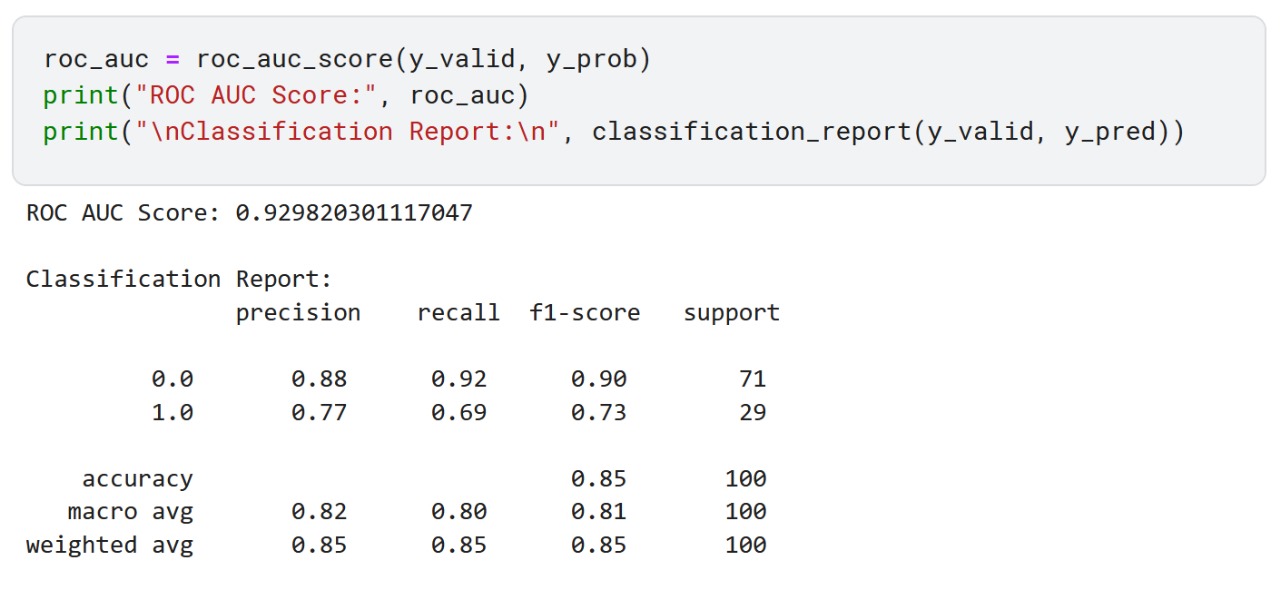 roc_auc = roc_auc_score(y_valid, y_prob)
print("ROC AUC Score:", roc_auc)
print("\nClassification Report:\n", classification_report(y_valid, y_pred))
ROC AUC Score: 0.929820301117047
Classification Report:
precision recall f1-score support
0.0 0.88 0.92 0.90 71
1.0 0.77 0.69 0.73 29
accuracy 0.85 100
macro avg 0.82 0.80 0.81 100
weighted avg 0.85 0.85 0.85 100